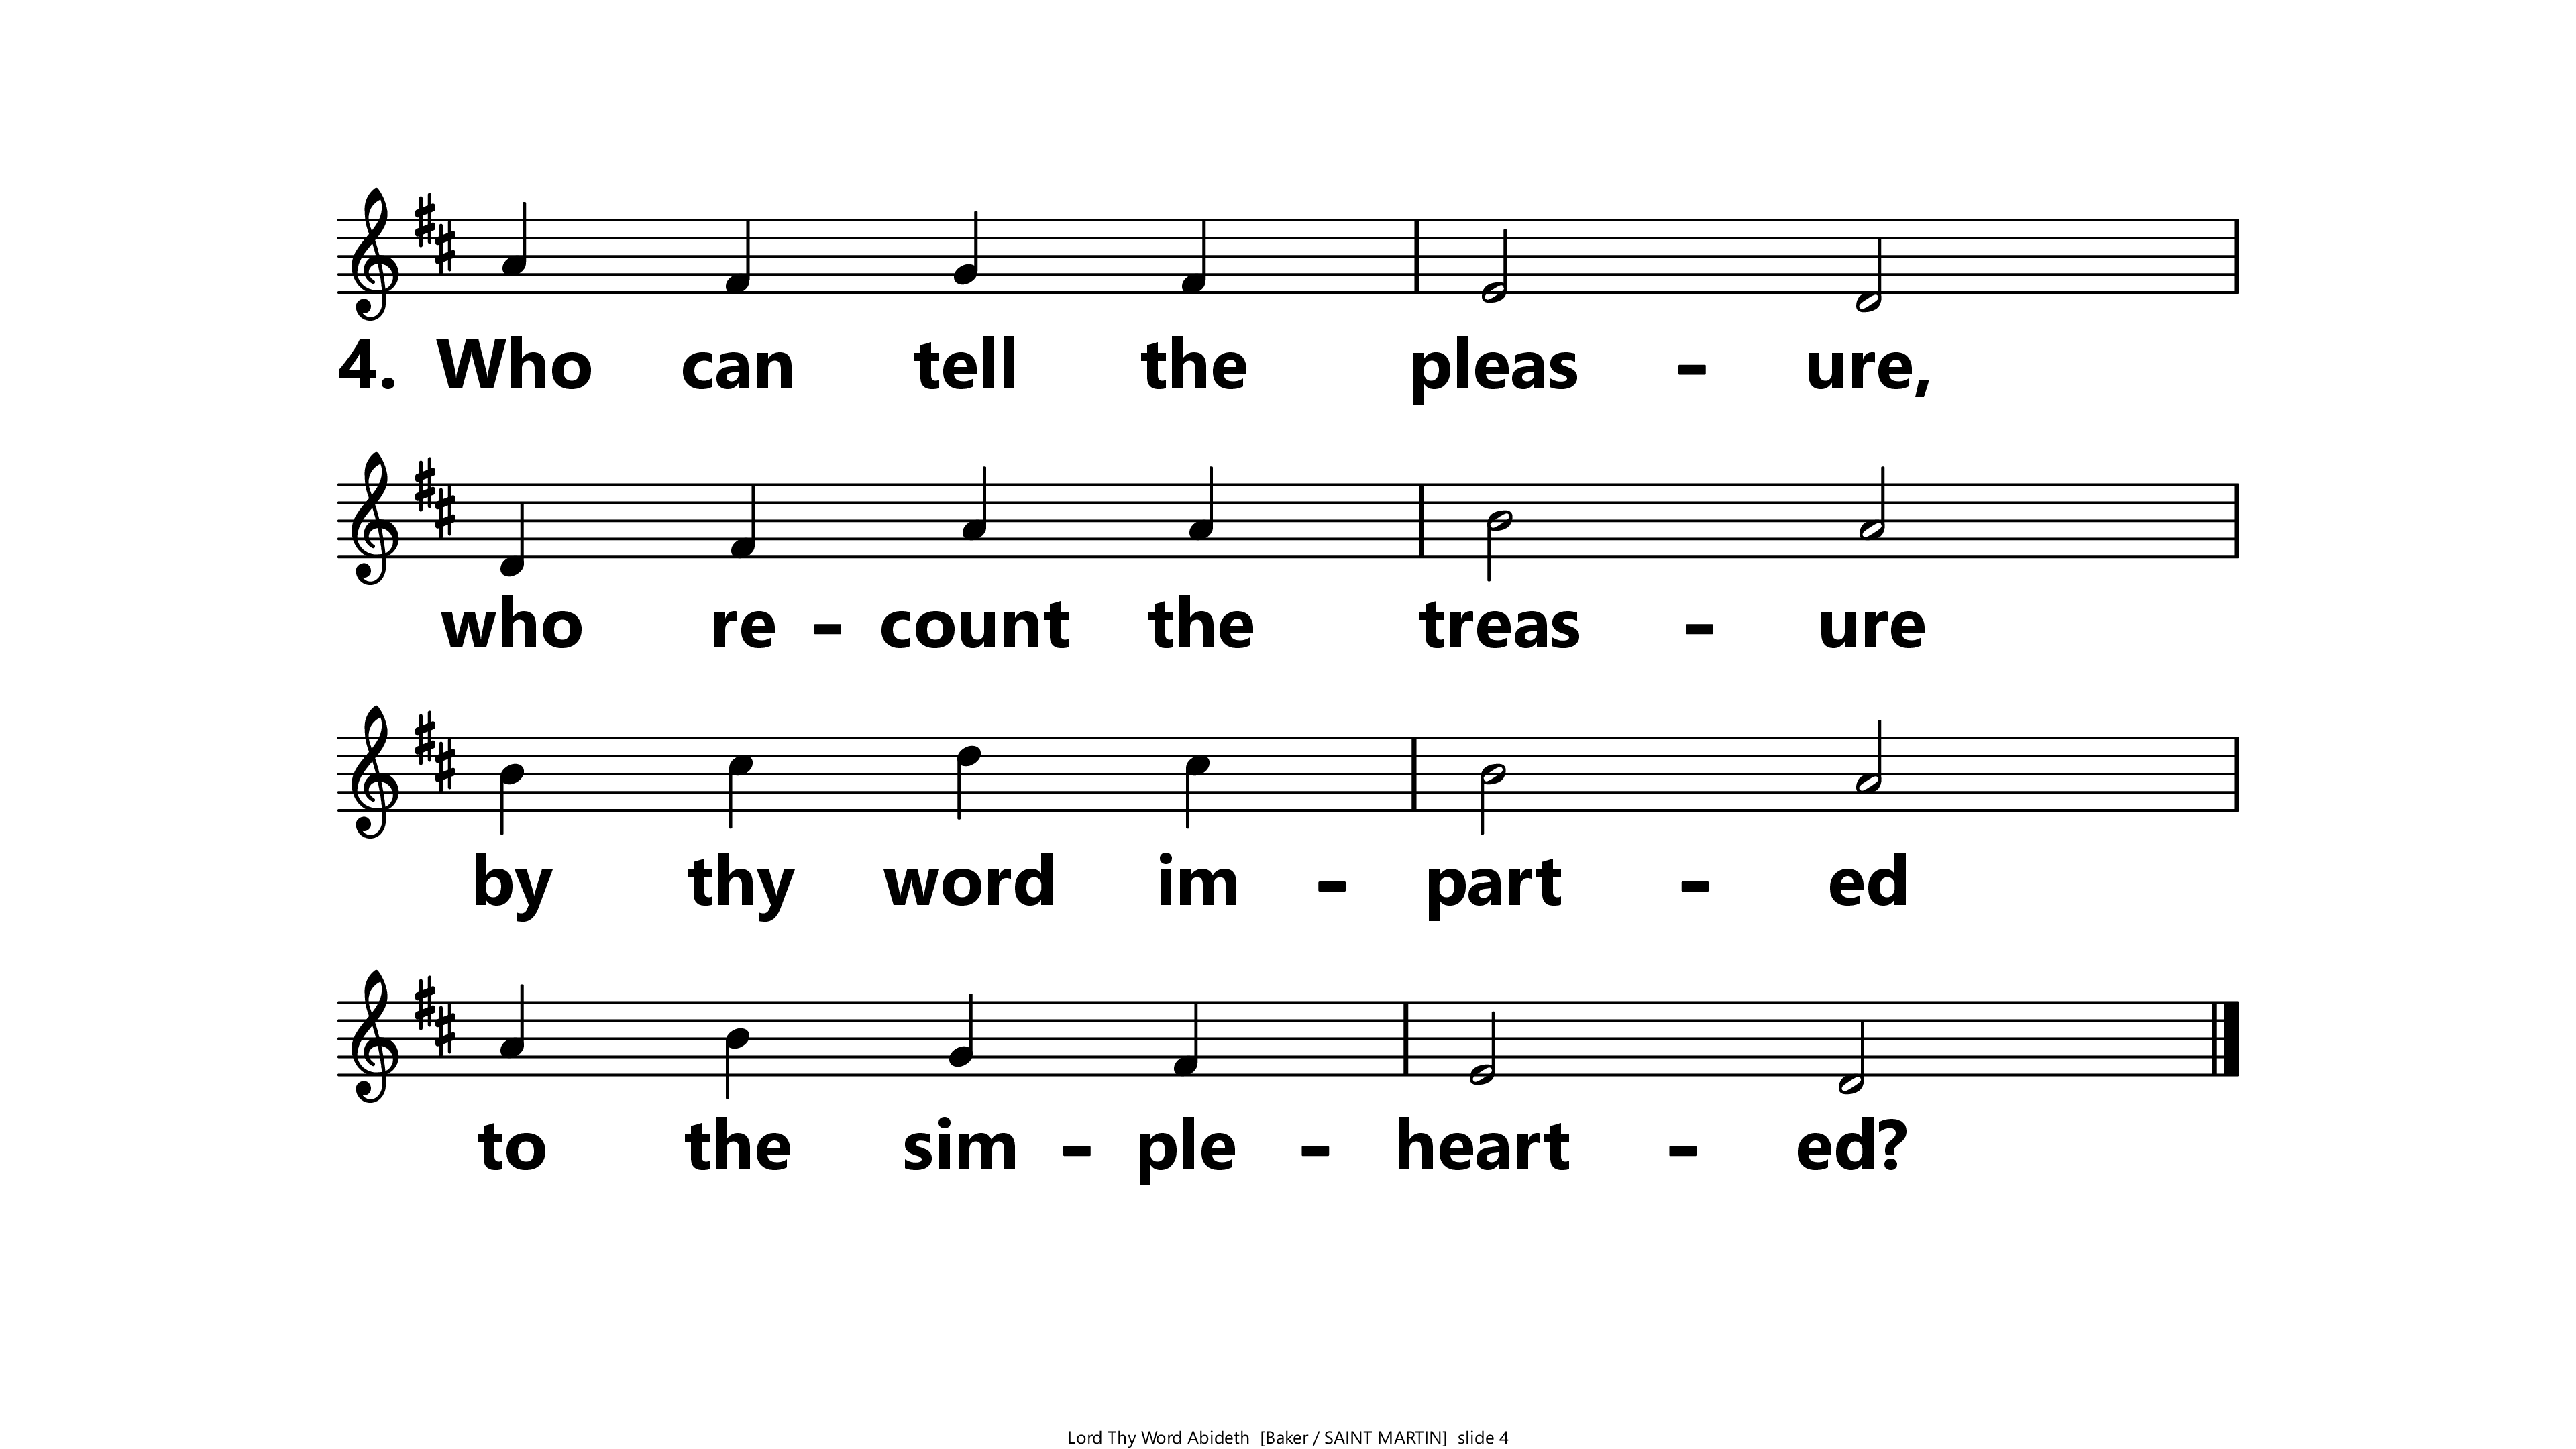 4. Who can tell the pleas - ure,
who re - count the treas - ure
by thy word im - part - ed
to the sim - ple - heart - ed?
Lord Thy Word Abideth [Baker / SAINT MARTIN] slide 4